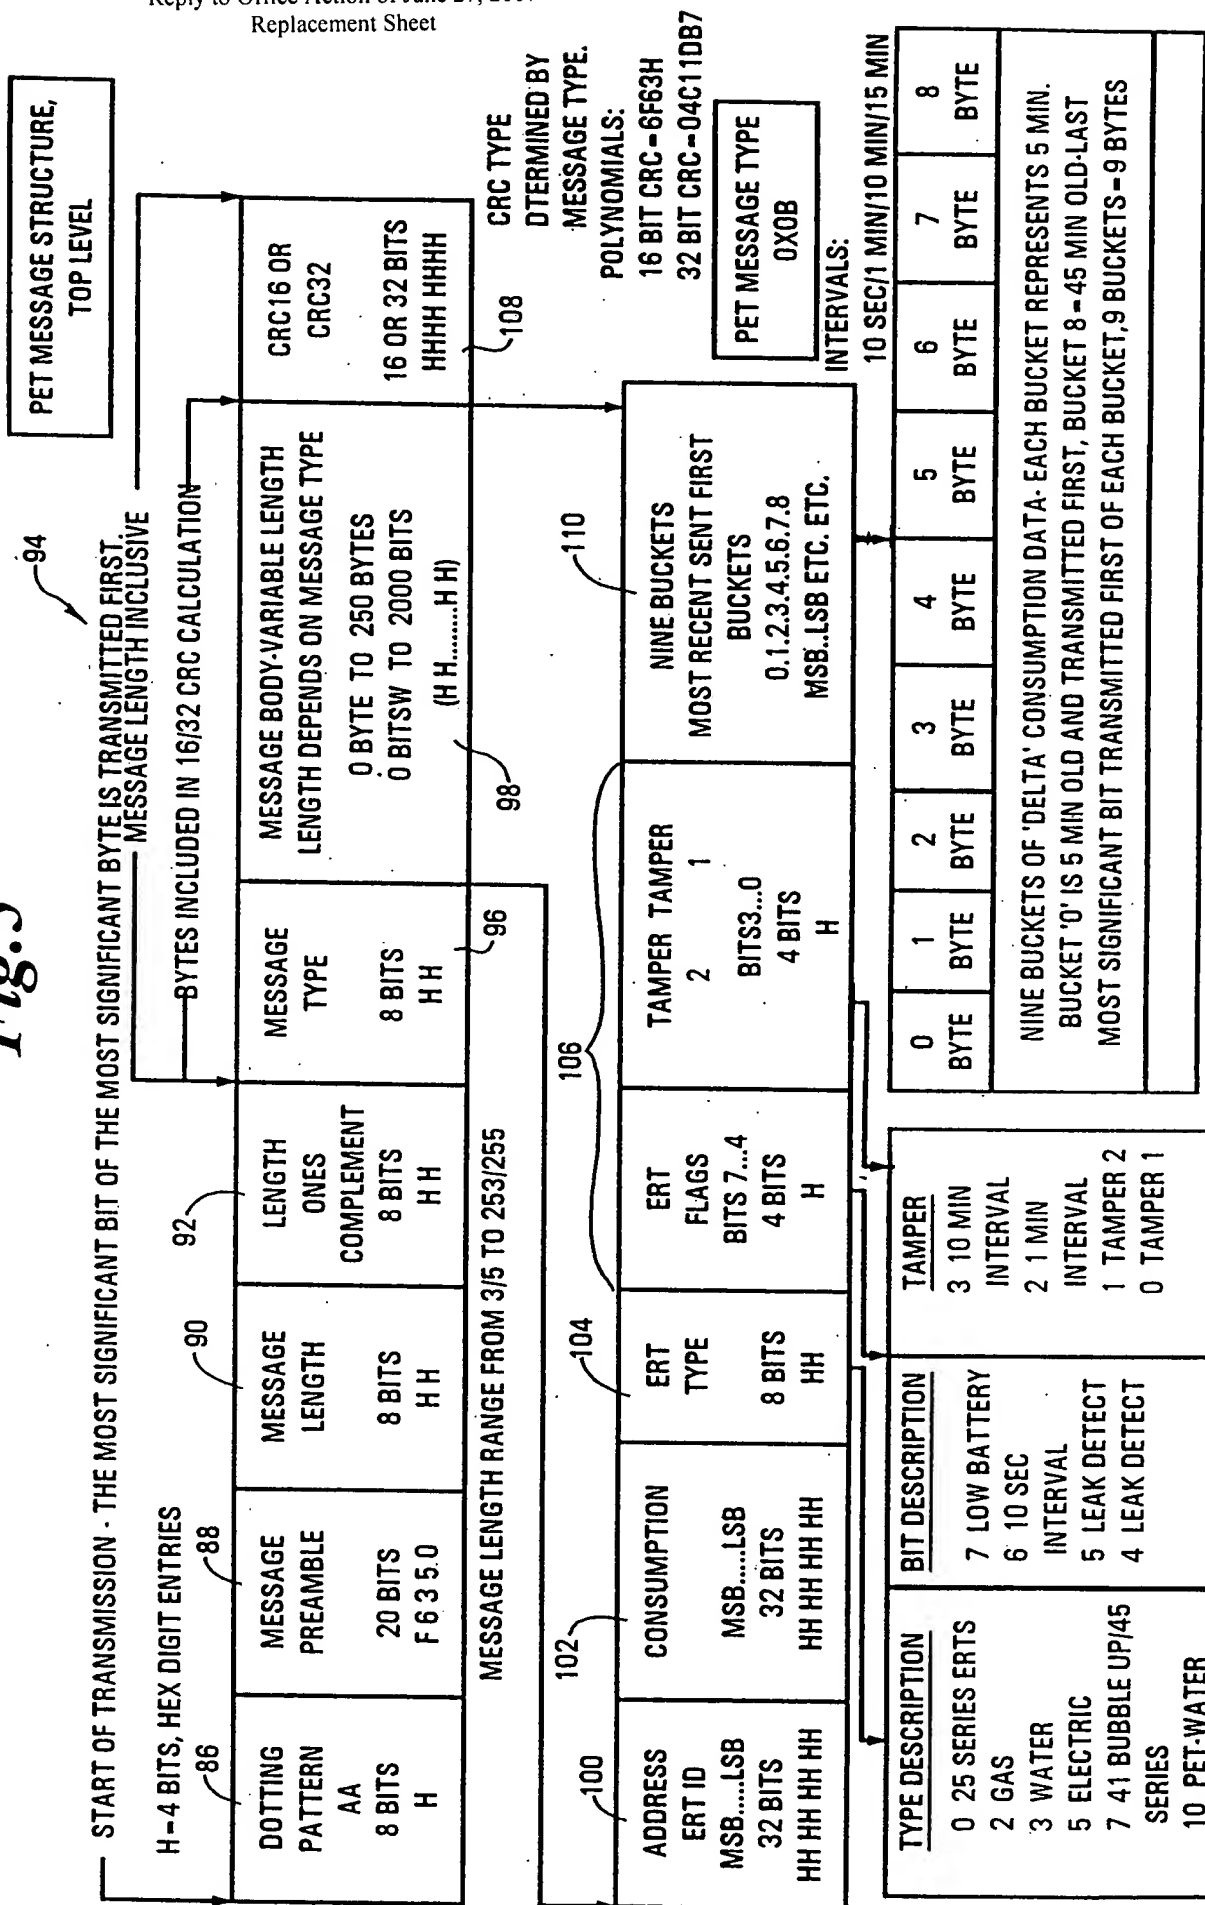 Replacement Sheet
Fig.5
PET MESSAGE STRUCTURE,
TOP LEVEL
94
START OF TRANSMISSION - THE MOST SIGNIFICANT BIT OF THE MOST SIGNIFICANT BYTE IS TRANSMITTED FIRST.
MESSAGE LENGTH INCLUSIVE
BYTES INCLUDED IN 16/32 CRC CALCULATION
H=4 BITS, HEX DIGIT ENTRIES
86
88
90
92
DOTTING
PATTERN
AA
8 BITS
H
MESSAGE
PREAMBLE
20 BITS
F 6 3 5.0
MESSAGE
LENGTH
8 BITS
H H
LENGTH
ONES
COMPLEMENT
8 BITS
H H
MESSAGE
TYPE
8 BITS
H H
96
MESSAGE BODY-VARIABLE LENGTH
LENGTH DEPENDS ON MESSAGE TYPE
0 BYTE TO 250 BYTES
0 BITSW TO 2000 BITS
(H H........H H)
98
CRC16 OR
CRC32
16 OR 32 BITS
HHHH HHHH
108
CRC TYPE
DTERMINED BY
MESSAGE TYPE.
POLYNOMIALS:
16 BIT CRC=6F63H
32 BIT CRC=04C11DB7
MESSAGE LENGTH RANGE FROM 3/5 TO 253/255
PET MESSAGE TYPE
0X0B
100
102
104
106
110
ADDRESS
ERT ID
MSB.....LSB
32 BITS
HH HH HH HH
CONSUMPTION
MSB.....LSB
32 BITS
HH HH HH HH
ERT
TYPE
8 BITS
HH
ERT
FLAGS
BITS 7...4
4 BITS
H
TAMPER TAMPER
2 1
BITS3...0
4 BITS
H
NINE BUCKETS
MOST RECENT SENT FIRST
BUCKETS
0.1.2.3.4.5.6.7.8
MSB..LSB ETC. ETC.
INTERVALS:
10 SEC/1 MIN/10 MIN/15 MIN
TYPE DESCRIPTION
0 25 SERIES ERTS
2 GAS
3 WATER
5 ELECTRIC
7 41 BUBBLE UP/45
SERIES
10 PET-WATER
BIT DESCRIPTION
7 LOW BATTERY
6 10 SEC
INTERVAL
5 LEAK DETECT
4 LEAK DETECT
TAMPER
3 10 MIN
INTERVAL
2 1 MIN
INTERVAL
1 TAMPER 2
0 TAMPER 1
0 1 2 3 4 5 6 7 8
BYTE BYTE BYTE BYTE BYTE BYTE BYTE BYTE BYTE
NINE BUCKETS OF 'DELTA' CONSUMPTION DATA- EACH BUCKET REPRESENTS 5 MIN.
BUCKET '0' IS 5 MIN OLD AND TRANSMITTED FIRST, BUCKET 8=45 MIN OLD-LAST
MOST SIGNIFICANT BIT TRANSMITTED FIRST OF EACH BUCKET,9 BUCKETS=9 BYTES